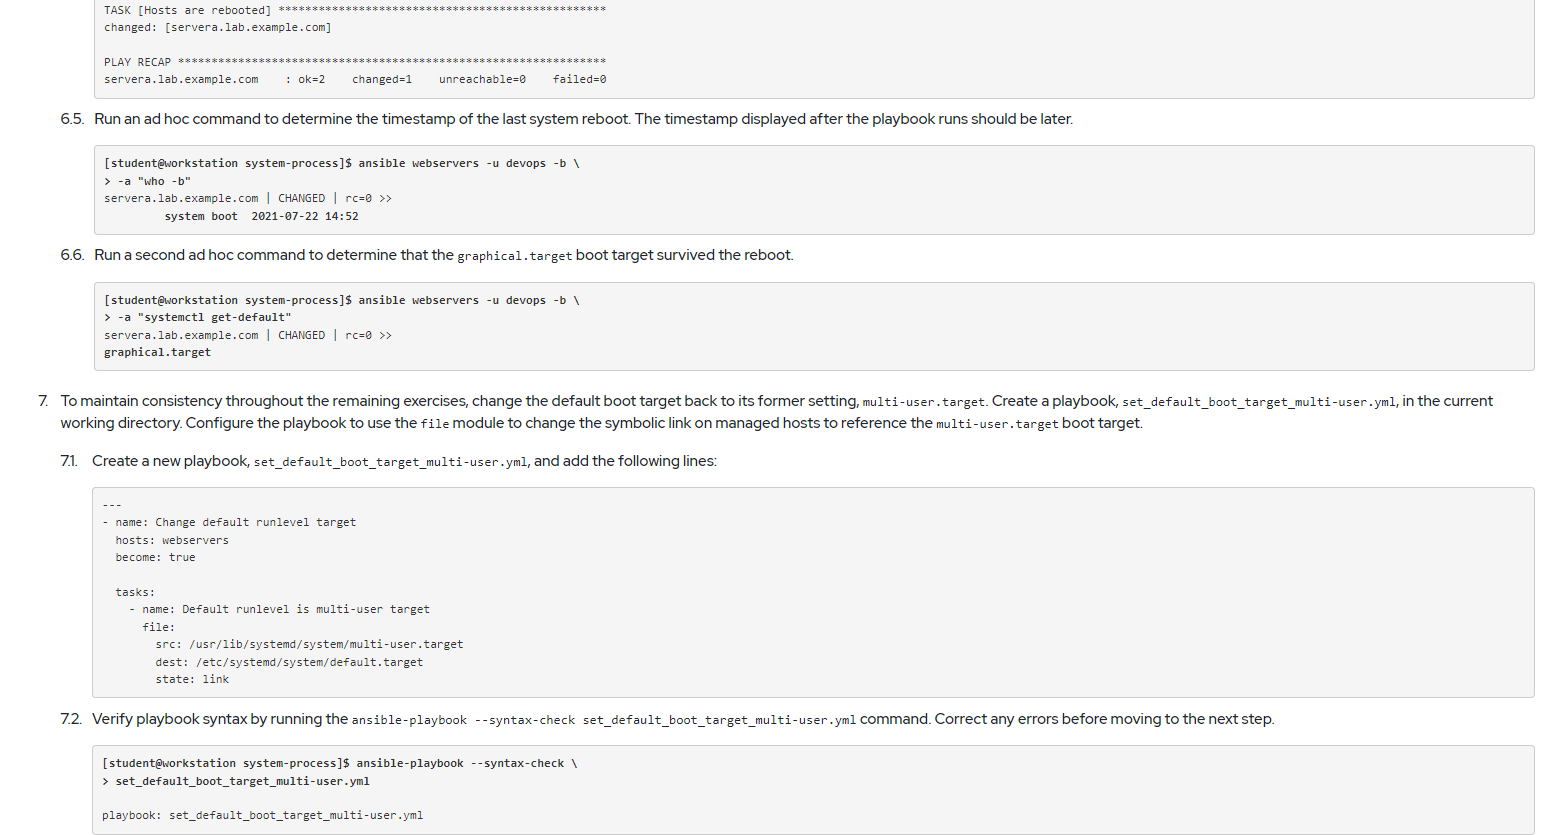 TASK [Hosts are rebooted] *************************************************
changed: [servera.lab.example.com]
PLAY RECAP ****************************************************************
servera.lab.example.com    : ok=2    changed=1    unreachable=0    failed=0
6.5. Run an ad hoc command to determine the timestamp of the last system reboot. The timestamp displayed after the playbook runs should be later.
[student@workstation system-process]$ ansible webservers -u devops -b \
> -a "who -b"
servera.lab.example.com | CHANGED | rc=0 >>
         system boot  2021-07-22 14:52
6.6. Run a second ad hoc command to determine that the graphical.target boot target survived the reboot.
[student@workstation system-process]$ ansible webservers -u devops -b \
> -a "systemctl get-default"
servera.lab.example.com | CHANGED | rc=0 >>
graphical.target
7. To maintain consistency throughout the remaining exercises, change the default boot target back to its former setting, multi-user.target. Create a playbook, set_default_boot_target_multi-user.yml, in the current
working directory. Configure the playbook to use the file module to change the symbolic link on managed hosts to reference the multi-user.target boot target.
7.1. Create a new playbook, set_default_boot_target_multi-user.yml, and add the following lines:
---
- name: Change default runlevel target
  hosts: webservers
  become: true
  tasks:
    - name: Default runlevel is multi-user target
      file:
        src: /usr/lib/systemd/system/multi-user.target
        dest: /etc/systemd/system/default.target
        state: link
7.2. Verify playbook syntax by running the ansible-playbook --syntax-check set_default_boot_target_multi-user.yml command. Correct any errors before moving to the next step.
[student@workstation system-process]$ ansible-playbook --syntax-check \
> set_default_boot_target_multi-user.yml
playbook: set_default_boot_target_multi-user.yml